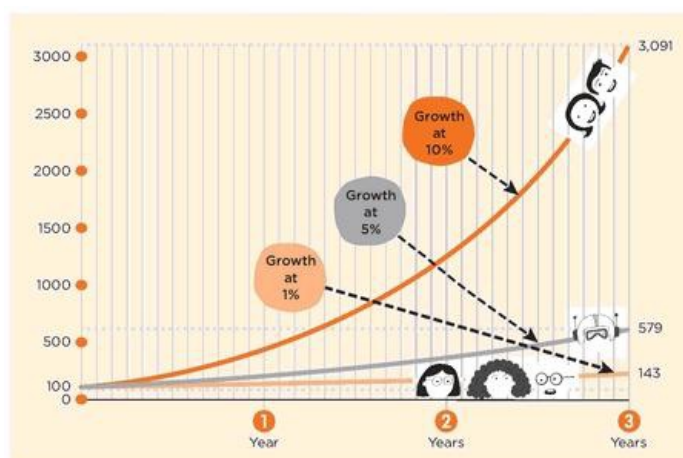 3000
2500
2000
1500
1000
500
100
0
Growth
at
10%
Growth
at
5%
Growth
at
1%
3,091
579
143
1
Year
2
Years
3
Years